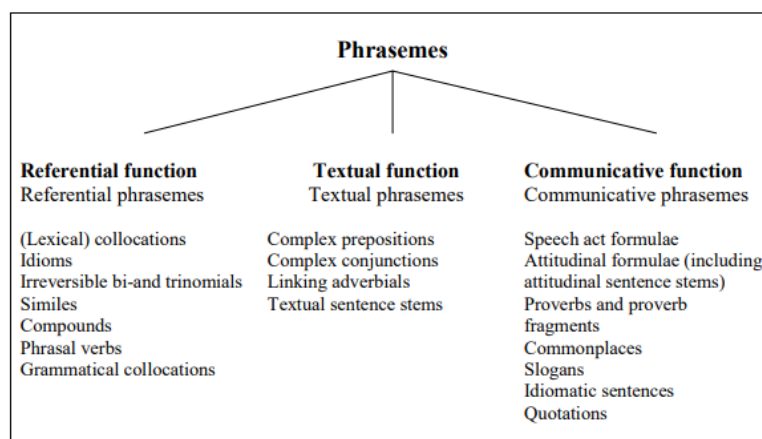 Phrasemes
Referential function
Referential phrasemes
(Lexical) collocations
Idioms
Irreversible bi-and trinomials
Similes
Compounds
Phrasal verbs
Grammatical collocations
Textual function
Textual phrasemes
Complex prepositions
Complex conjunctions
Linking adverbials
Textual sentence stems
Communicative function
Communicative phrasemes
Speech act formulae
Attitudinal formulae (including
attitudinal sentence stems)
Proverbs and proverb
fragments
Commonplaces
Slogans
Idiomatic sentences
Quotations